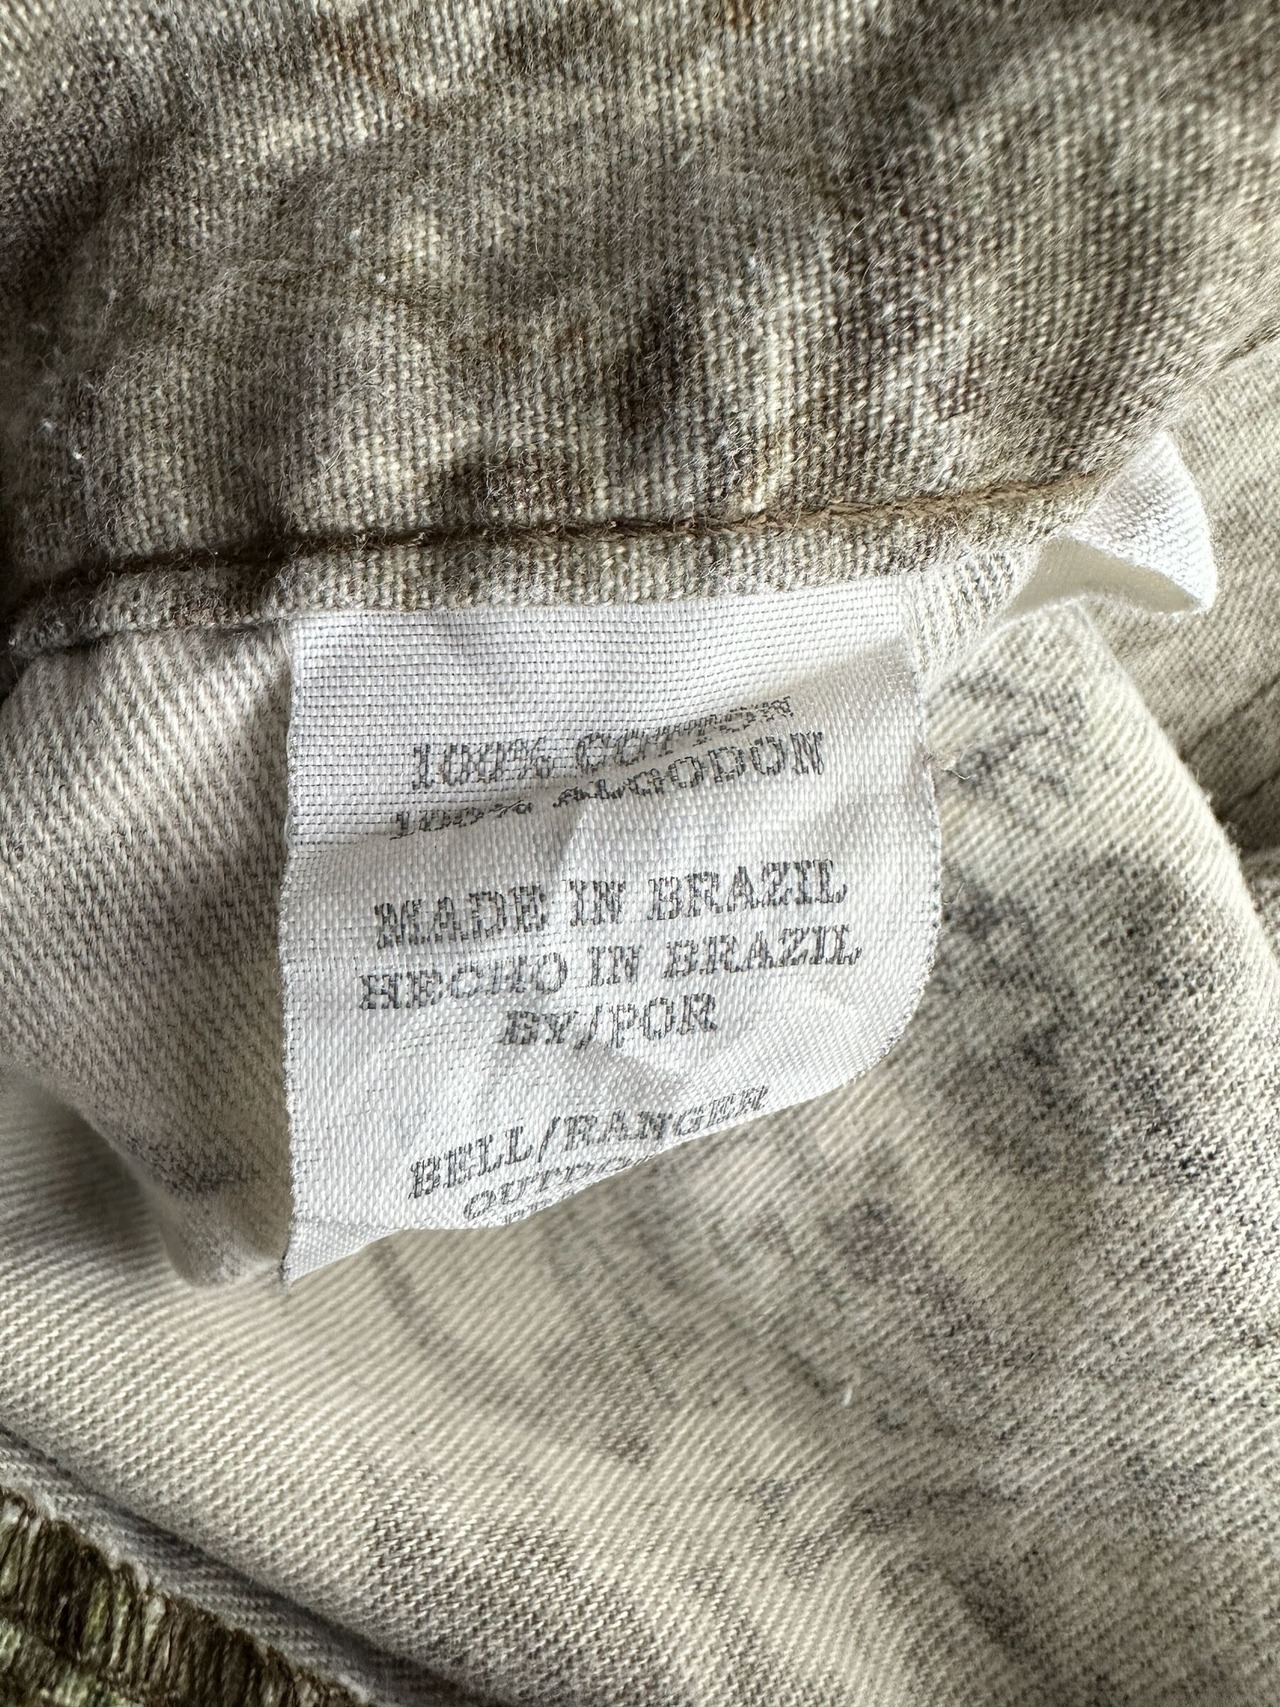 100% COTTON
100% ALGODON
MADE IN BRAZIL
HECHO IN BRAZIL
BY/POR
BELL/RANGER